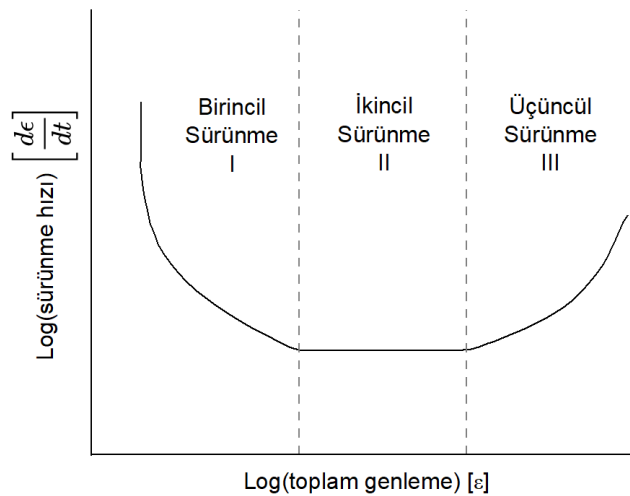 Birincil
Sürünme
I
İkincil
Sürünme
II
Üçüncül
Sürünme
III
Log(sürünme hızı) [dϵ/dt]
Log(toplam genleme) [ε]